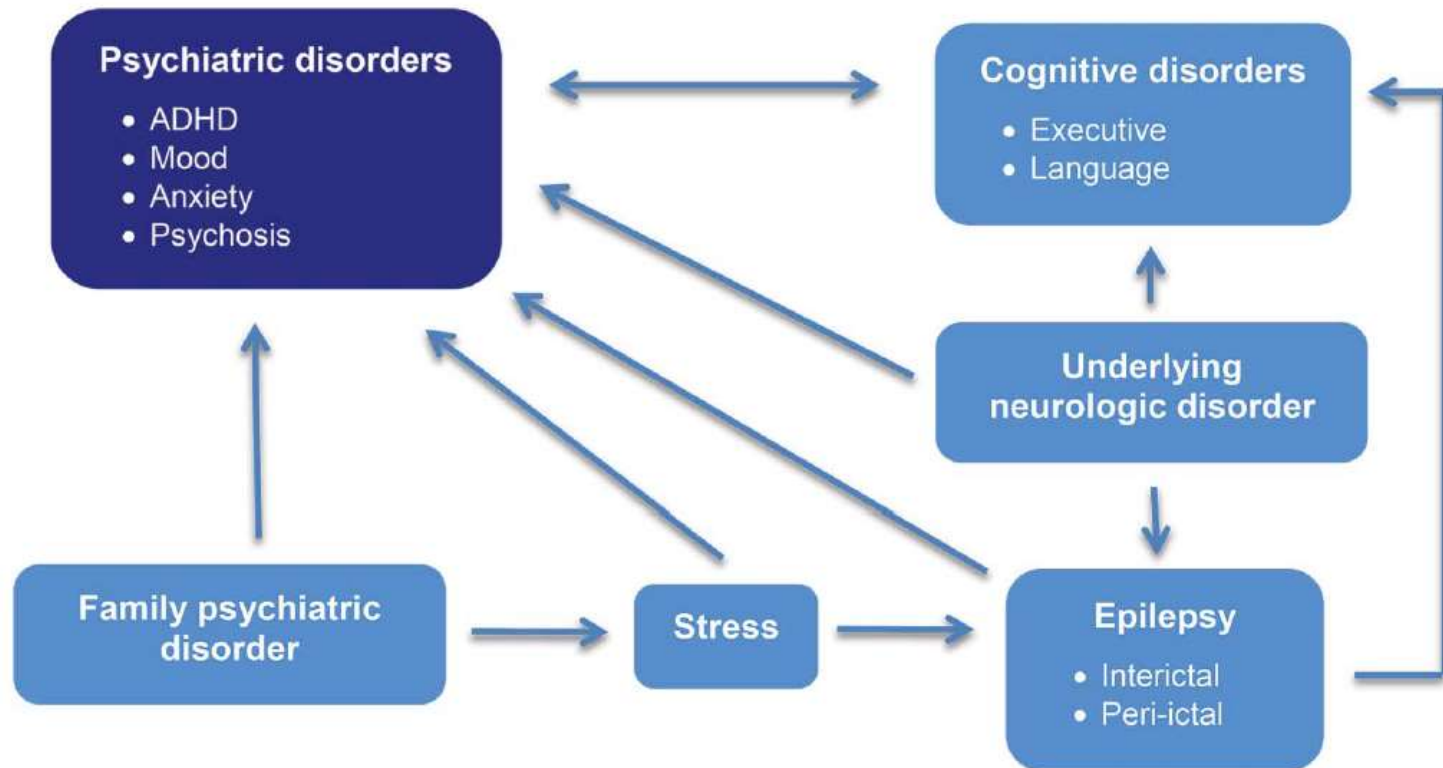 Psychiatric disorders
• ADHD
• Mood
• Anxiety
• Psychosis
Cognitive disorders
• Executive
• Language
Underlying
neurologic disorder
Family psychiatric
disorder
Stress
Epilepsy
• Interictal
• Peri-ictal